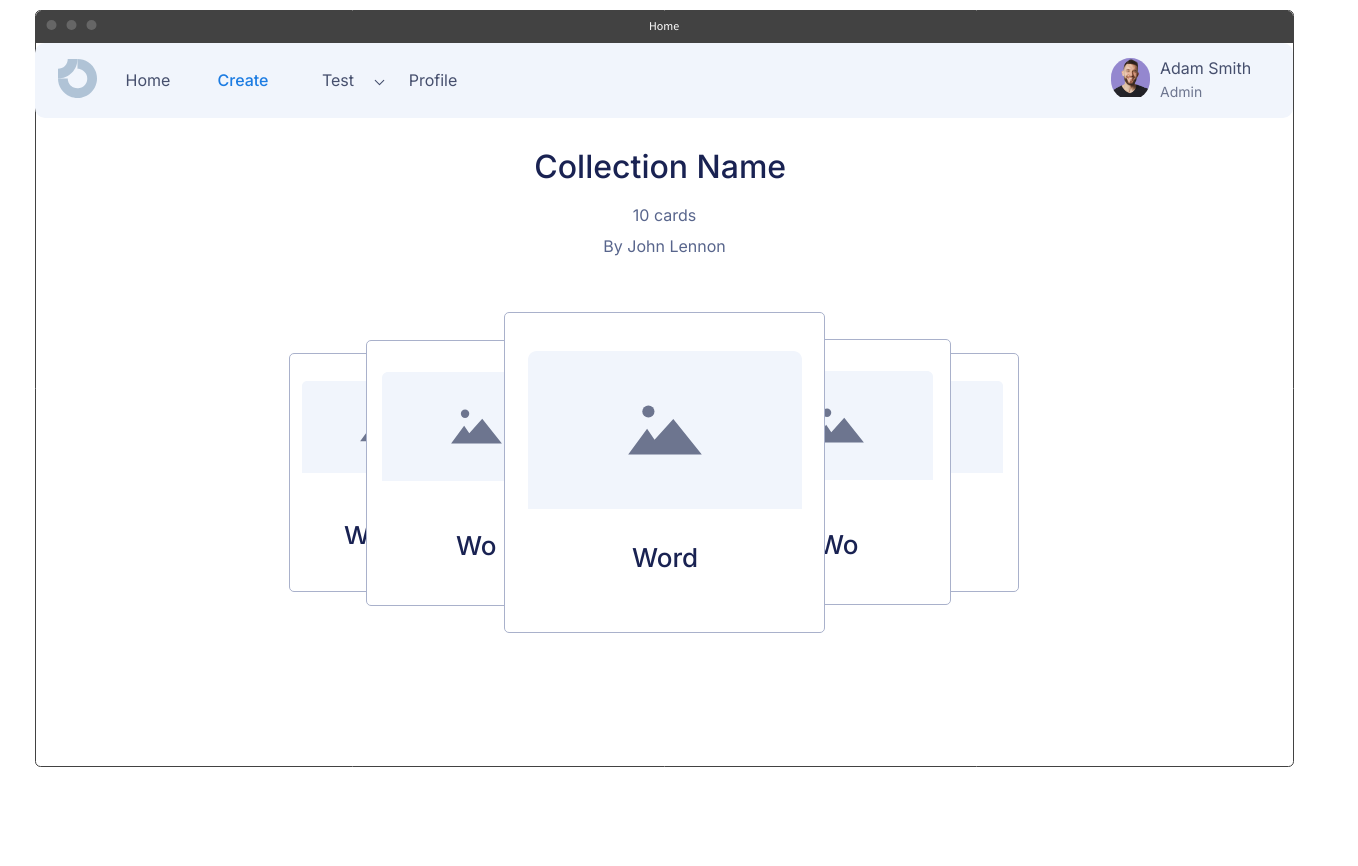 Home
Home Create Test Profile
Adam Smith
Admin
Collection Name
10 cards
By John Lennon
W Wo Word Wo